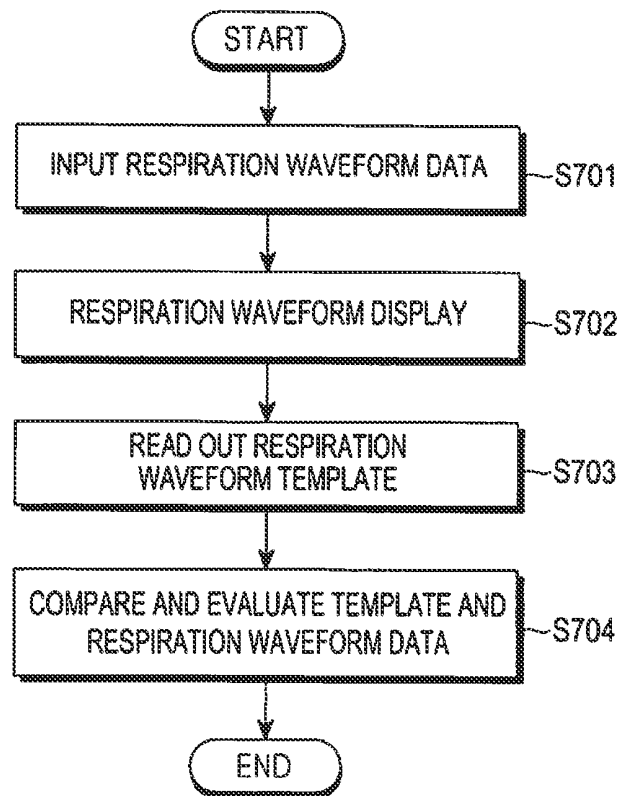 START
INPUT RESPIRATION WAVEFORM DATA
S701
RESPIRATION WAVEFORM DISPLAY
S702
READ OUT RESPIRATION
WAVEFORM TEMPLATE
S703
COMPARE AND EVALUATE TEMPLATE AND
RESPIRATION WAVEFORM DATA
S704
END